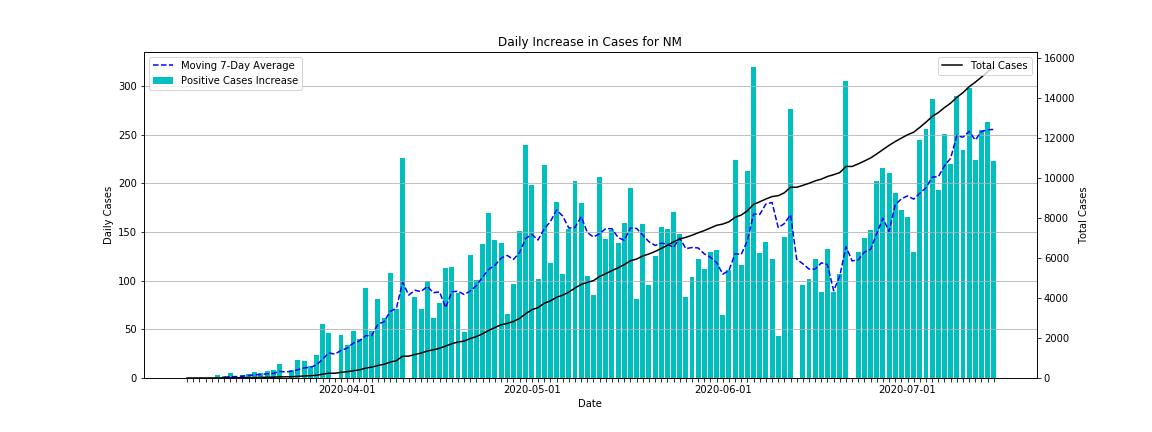 Daily Increase in Cases for NM
Moving 7-Day Average
Positive Cases Increase
Total Cases
Daily Cases
300
250
200
150
100
50
0
16000
14000
12000
10000
8000
6000
4000
2000
0
Total Cases
2020-04-01
2020-05-01
2020-06-01
2020-07-01
Date